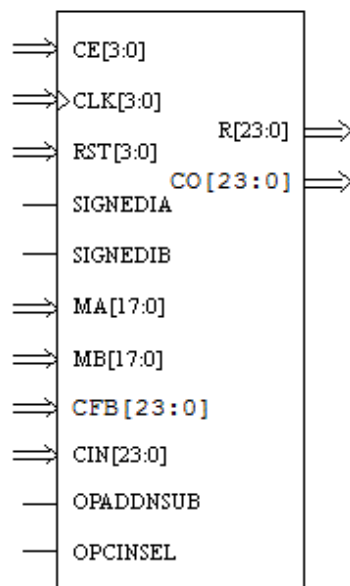 CE[3:0]
CLK[3:0]
R[23:0]
RST[3:0]
CO[23:0]
SIGNEDIA
SIGNEDIB
MA[17:0]
MB[17:0]
CFB[23:0]
CIN[23:0]
OPADDNSUB
OPCINSEL